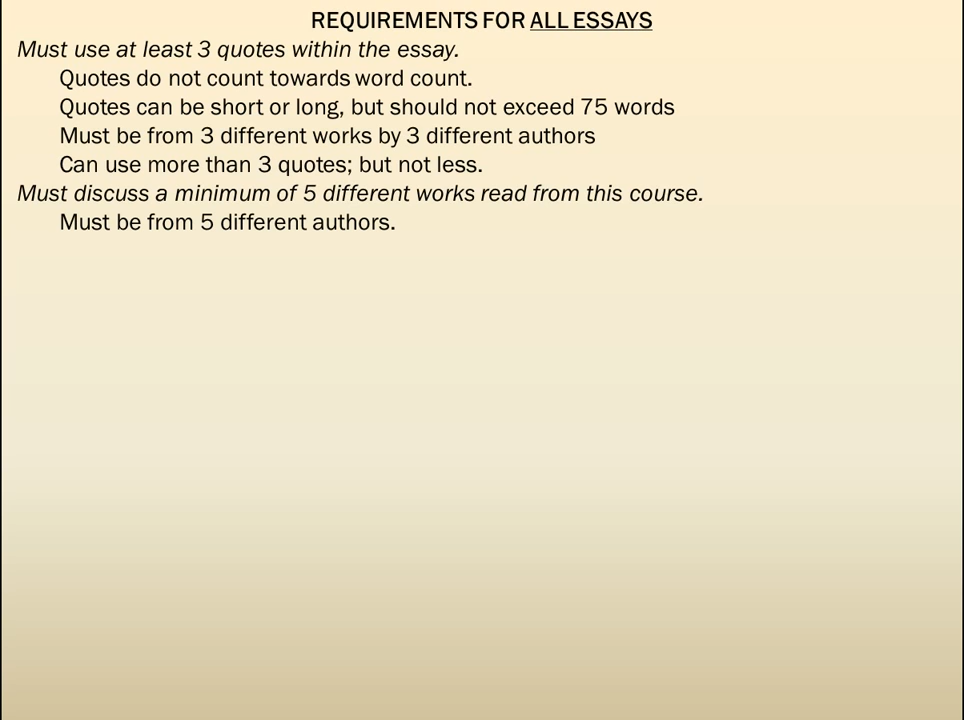 REQUIREMENTS FOR ALL ESSAYS
Must use at least 3 quotes within the essay.
Quotes do not count towards word count.
Quotes can be short or long, but should not exceed 75 words
Must be from 3 different works by 3 different authors
Can use more than 3 quotes; but not less.
Must discuss a minimum of 5 different works read from this course.
Must be from 5 different authors.